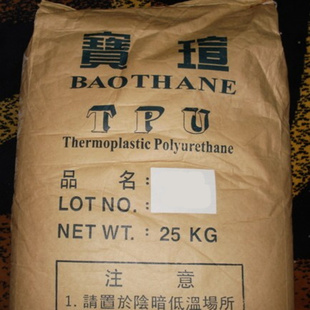 寶瑄
BAOTHANE
TPU
Thermoplastic Polyurethane
品 名:
LOT NO. :
NET WT. : 25 KG
注 意
1. 請置於陰暗低溫場所